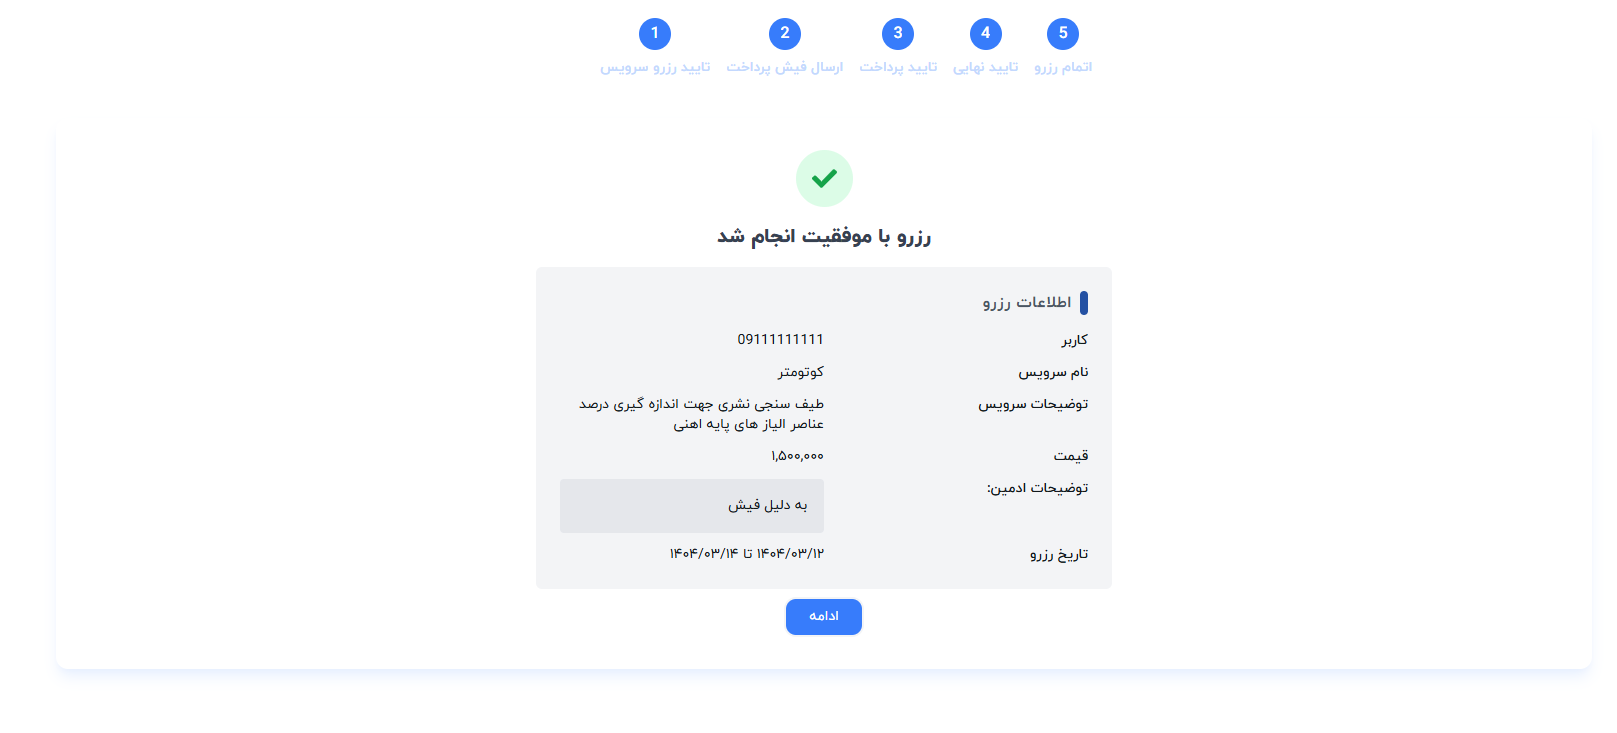 1
تایید رزرو سرویس
2
ارسال فیش پرداخت
3
تایید پرداخت
4
تایید نهایی
5
اتمام رزرو
رزرو با موفقیت انجام شد
اطلاعات رزرو
کاربر
09111111111
نام سرویس
کوتومتر
توضیحات سرویس
طیف سنجی نشری جهت اندازه گیری درصد
عناصر الیاز های پایه اهنی
قیمت
۱,۵۰۰,۰۰۰
توضیحات ادمین:
به دلیل فیش
تاریخ رزرو
۱۴۰۴/۰۳/۱۲ تا ۱۴۰۴/۰۳/۱۴
ادامه